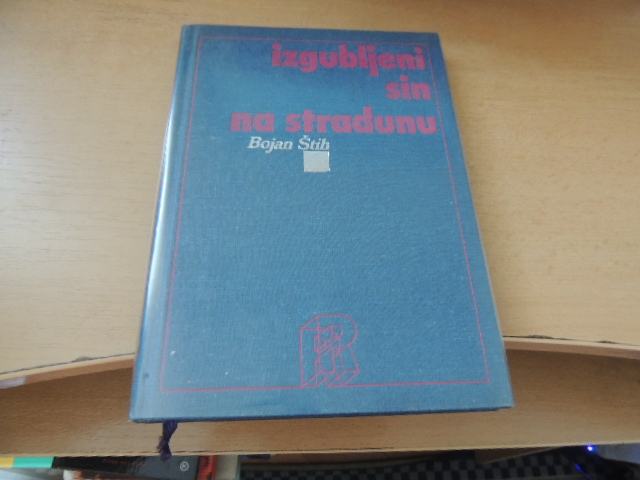 izgubljeni
sin
na stradunu
Bojan Štih